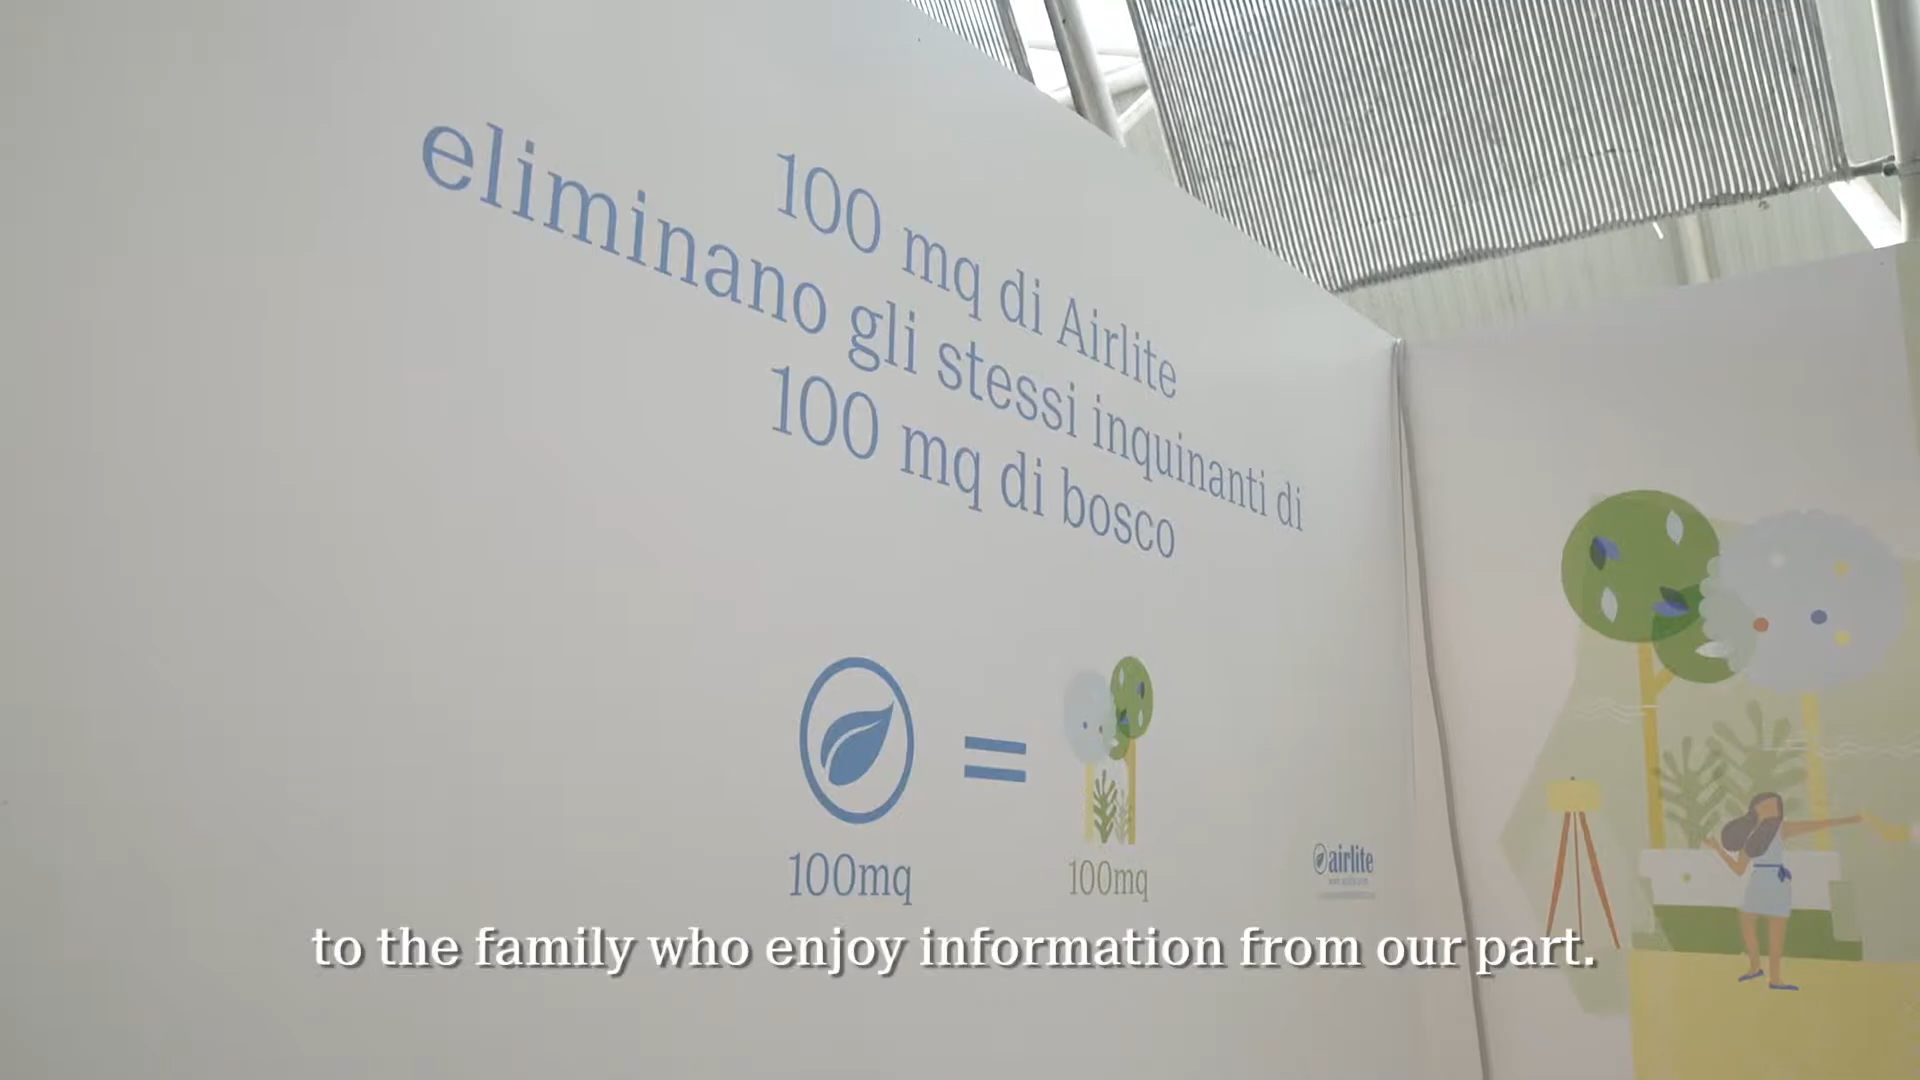 100 mq di Airlite
eliminano gli stessi inquinanti di
100 mq di bosco
=
100mq
100mq
airlite
to the family who enjoy information from our part.